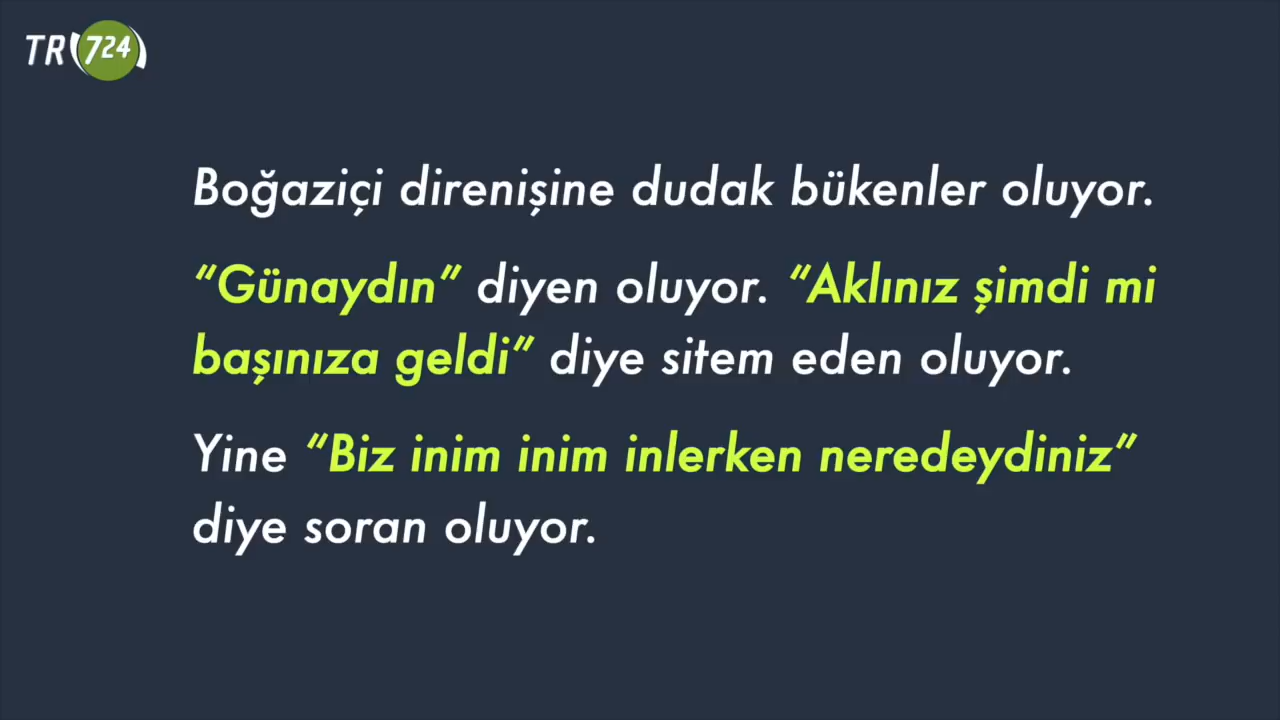 TR724
Boğaziçi direnişine dudak bükenler oluyor.
“Günaydın” diyen oluyor. “Aklınız şimdi mi
başınıza geldi” diye sitem eden oluyor.
Yine “Biz inim inim inlerken neredeydiniz”
diye soran oluyor.